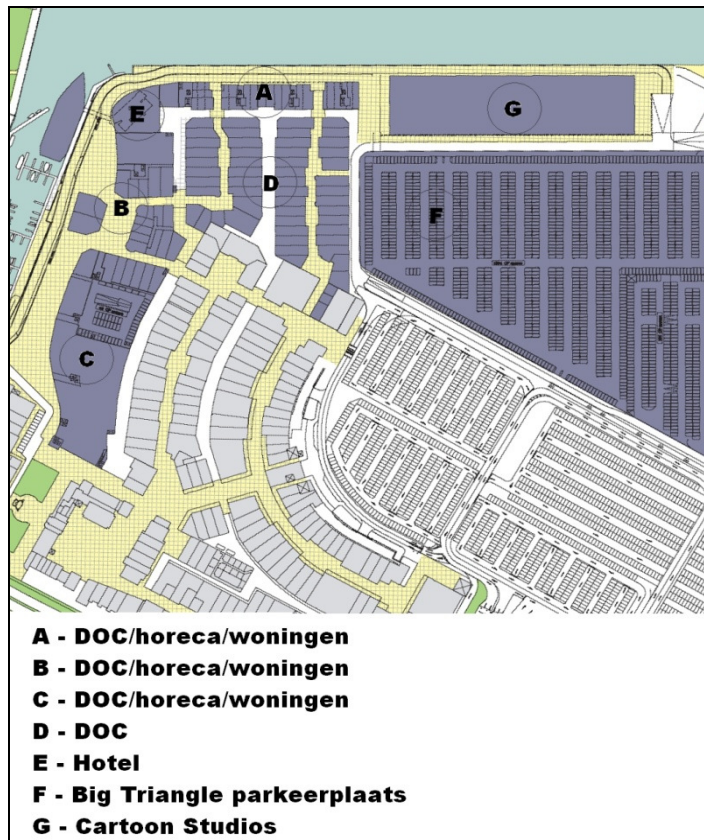 A
G
E
D
B
F
C
A - DOC/horeca/woningen
B - DOC/horeca/woningen
C - DOC/horeca/woningen
D - DOC
E - Hotel
F - Big Triangle parkeerplaats
G - Cartoon Studios